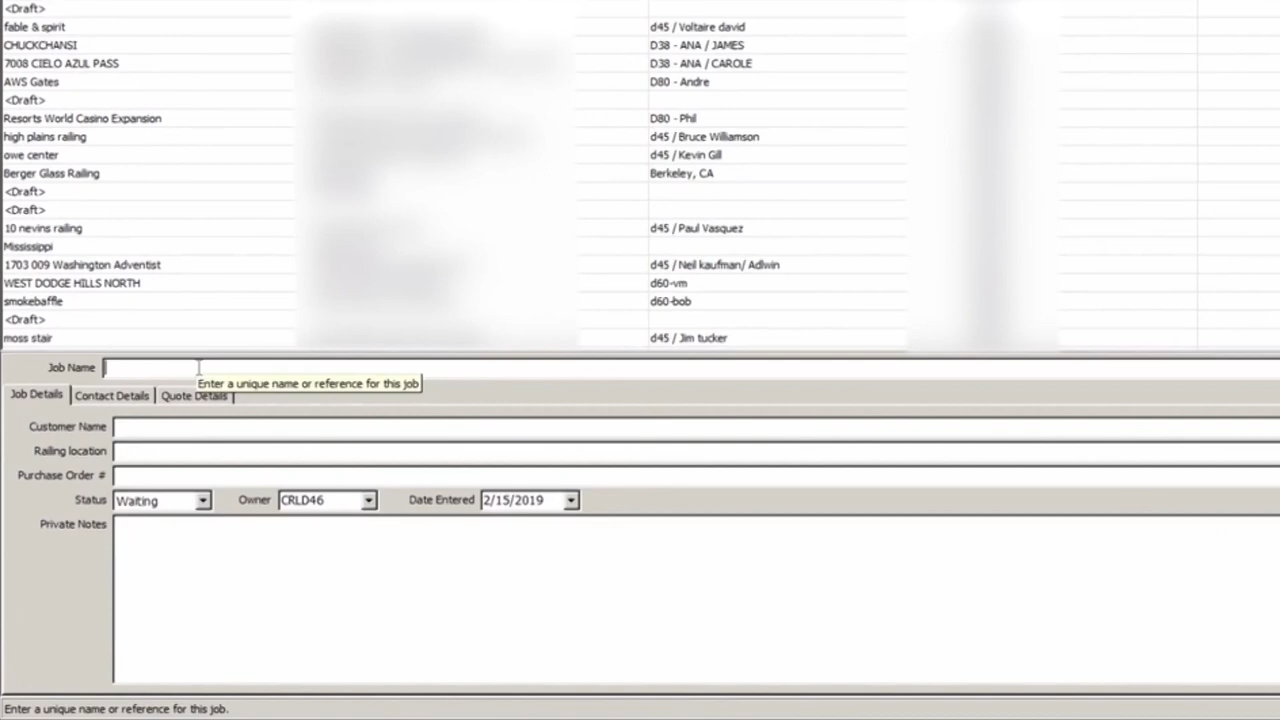 <Draft>
fable & spirit d45 / Voltaire david
CHUCKCHANSI D38 - ANA / JAMES
7008 CIELO AZUL PASS D38 - ANA / CAROLE
AWS Gates D80 - Andre
<Draft>
Resorts World Casino Expansion D80 - Phil
high plains railing d45 / Bruce Williamson
owe center d45 / Kevin Gill
Berger Glass Railing Berkeley, CA
<Draft>
<Draft>
10 nevins railing d45 / Paul Vasquez
Mississippi
1703 009 Washington Adventist d45 / Neil kaufman/ Adlwin
WEST DODGE HILLS NORTH d60-vm
smokebaffle d60-bob
<Draft>
moss stair d45 / Jim tucker
Job Name
Enter a unique name or reference for this job
Job Details Contact Details Quote Details
Customer Name
Railing location
Purchase Order #
Status Waiting Owner CRLD46 Date Entered 2/15/2019
Private Notes
Enter a unique name or reference for this job.